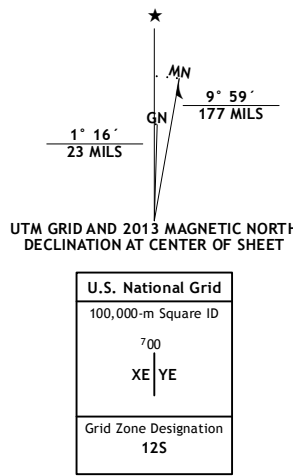 ★
MN
GN
9° 59´
177 MILS
1° 16´
23 MILS
UTM GRID AND 2013 MAGNETIC NORTH
DECLINATION AT CENTER OF SHEET
U.S. National Grid
100,000-m Square ID
⁷00
XE YE
Grid Zone Designation
12S